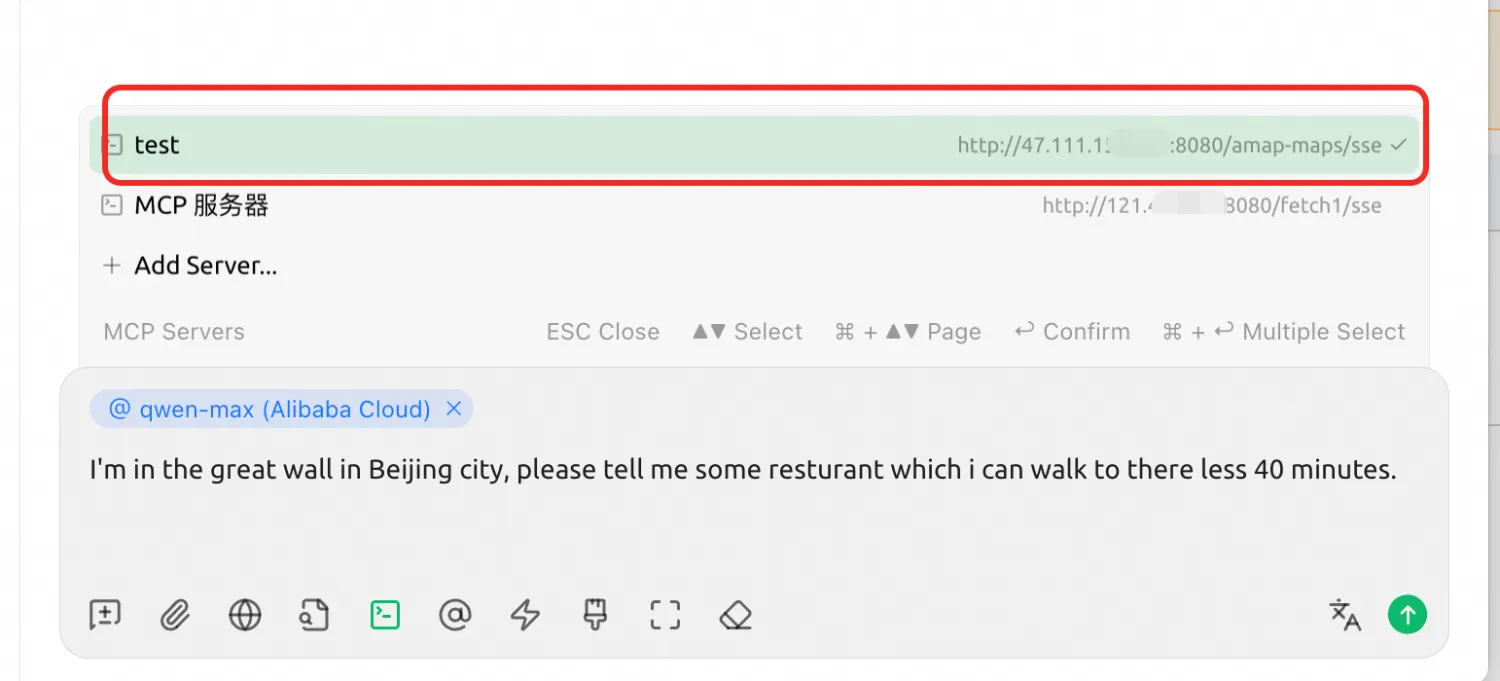 test http://47.111.1 :8080/amap-maps/sse
MCP 服务器 http://121. 8080/fetch1/sse
+ Add Server...
MCP Servers ESC Close ▲▼ Select ⌘ + ▲▼ Page ↩ Confirm ⌘ + ↩ Multiple Select
@ qwen-max (Alibaba Cloud) ×
I'm in the great wall in Beijing city, please tell me some resturant which i can walk to there less 40 minutes.